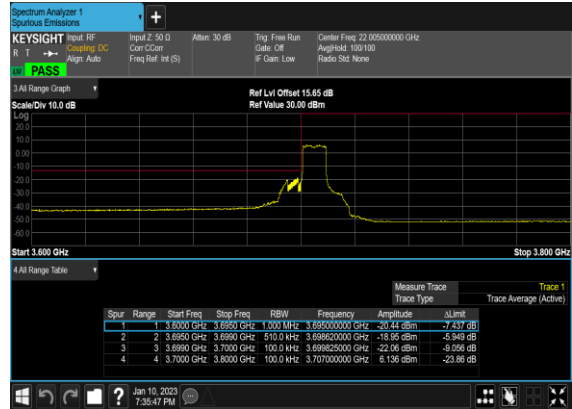 Spectrum Analyzer 1
Spurious Emissions
KEYSIGHT
R T
PASS
Input: RF
Coupling: DC
Align: Auto
Input Z: 50 Ω
Corr CCorr
Freq Ref: Int (S)
Atten: 30 dB
Trig: Free Run
Gate: Off
IF Gain: Low
Center Freq: 22.005000000 GHz
Avg|Hold: 100/100
Radio Std: None
3 All Range Graph
Ref Lvl Offset 15.65 dB
Scale/Div 10.0 dB
Ref Value 30.00 dBm
Log
20.0
10.0
0.00
-10.0
-20.0
-30.0
-40.0
-50.0
-60.0
Start 3.600 GHz
Stop 3.800 GHz
4 All Range Table
Measure Trace Trace 1
Trace Type Trace Average (Active)
Spur Range Start Freq Stop Freq RBW Frequency Amplitude ΔLimit
1 1 3.6000 GHz 3.6950 GHz 1.000 MHz 3.695000000 GHz -20.44 dBm -7.437 dB
2 2 3.6950 GHz 3.6990 GHz 510.0 kHz 3.698620000 GHz -18.95 dBm -5.949 dB
3 3 3.6990 GHz 3.7000 GHz 100.0 kHz 3.699825000 GHz -22.06 dBm -9.056 dB
4 4 3.7000 GHz 3.8000 GHz 100.0 kHz 3.707000000 GHz 6.136 dBm -23.86 dB
?
Jan 10, 2023
7:35:47 PM